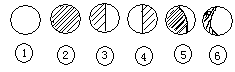 ① ② ③ ④ ⑤ ⑥